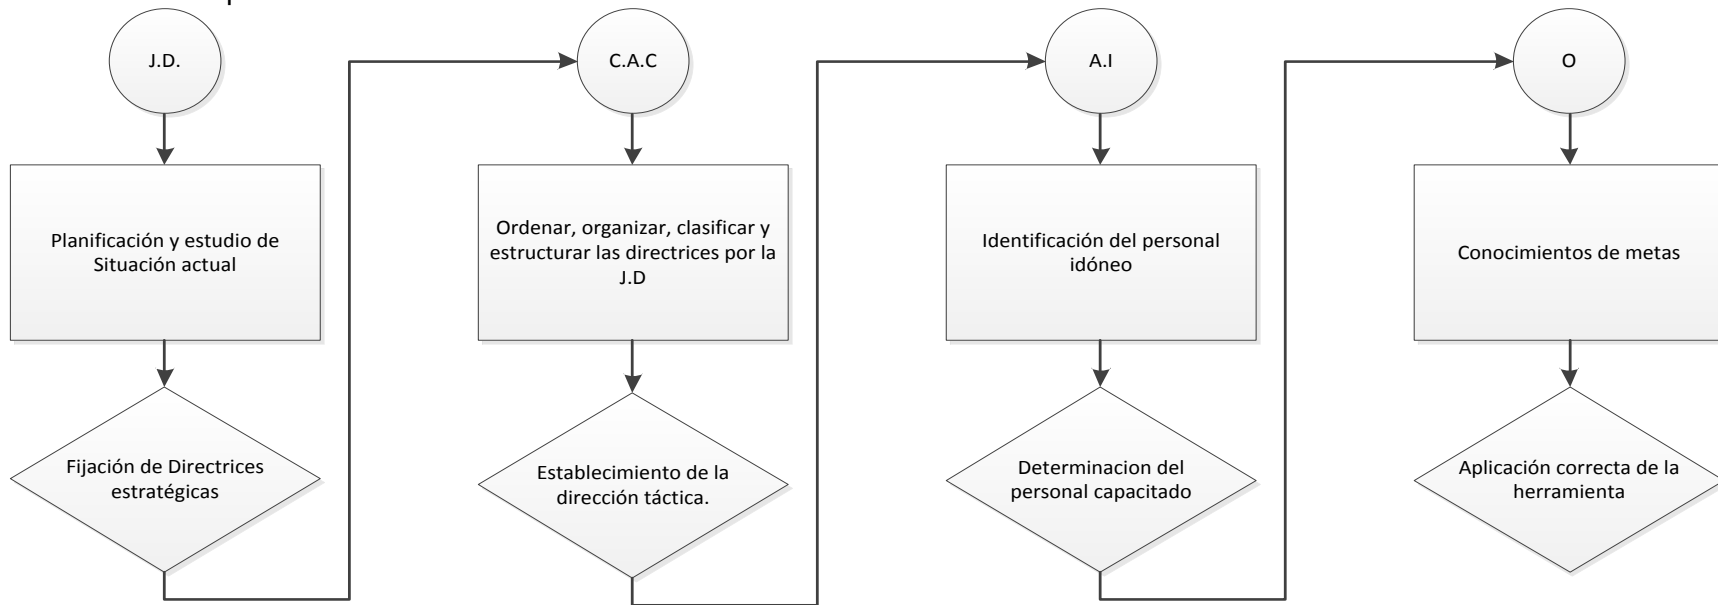 J.D.
Planificación y estudio de
Situación actual
Fijación de Directrices
estratégicas
C.A.C
Ordenar, organizar, clasificar y
estructurar las directrices por la
J.D
Establecimiento de la
dirección táctica.
A.I
Identificación del personal
idóneo
Determinacion del
personal capacitado
O
Conocimientos de metas
Aplicación correcta de la
herramienta